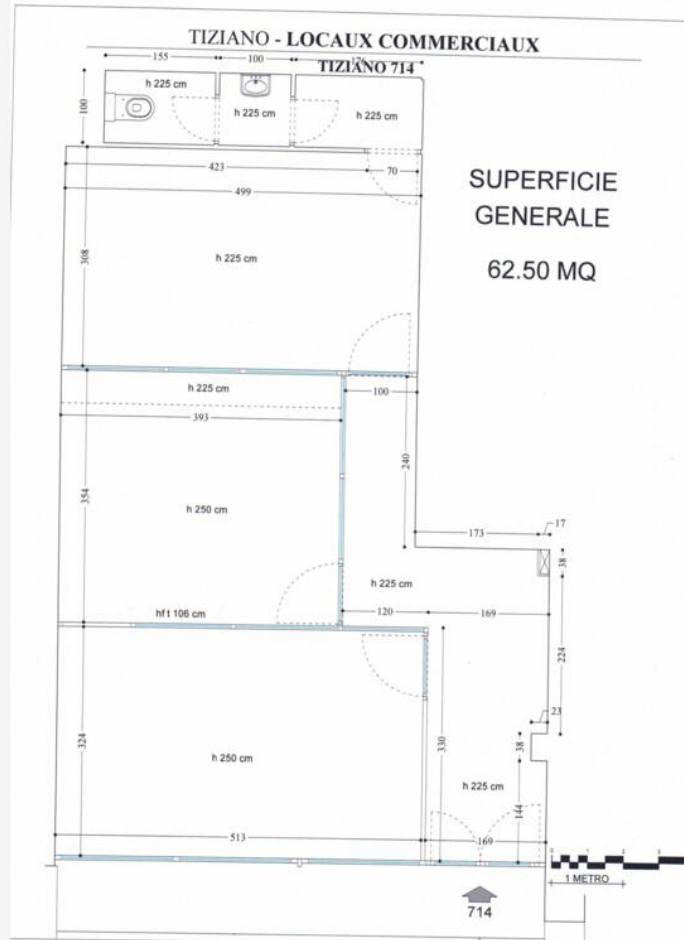 TIZIANO - LOCAUX COMMERCIAUX
TIZIANO 714
155
100
176
h 225 cm
h 225 cm
h 225 cm
100
423
70
499
SUPERFICIE
GENERALE
62.50 MQ
308
h 225 cm
h 225 cm
100
393
240
354
h 250 cm
173
17
38
h 225 cm
hf t 106 cm
120
169
224
23
324
330
38
h 250 cm
h 225 cm
144
513
169
1 METRO
714